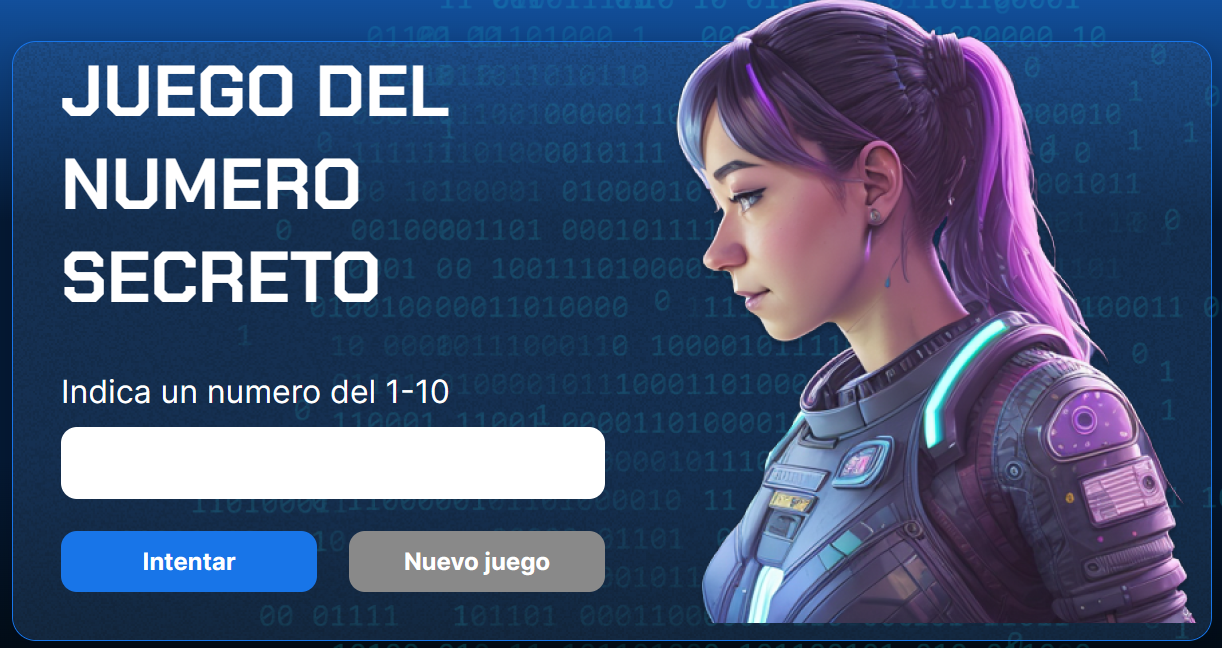 JUEGO DEL
NUMERO
SECRETO
Indica un numero del 1-10
Intentar
Nuevo juego